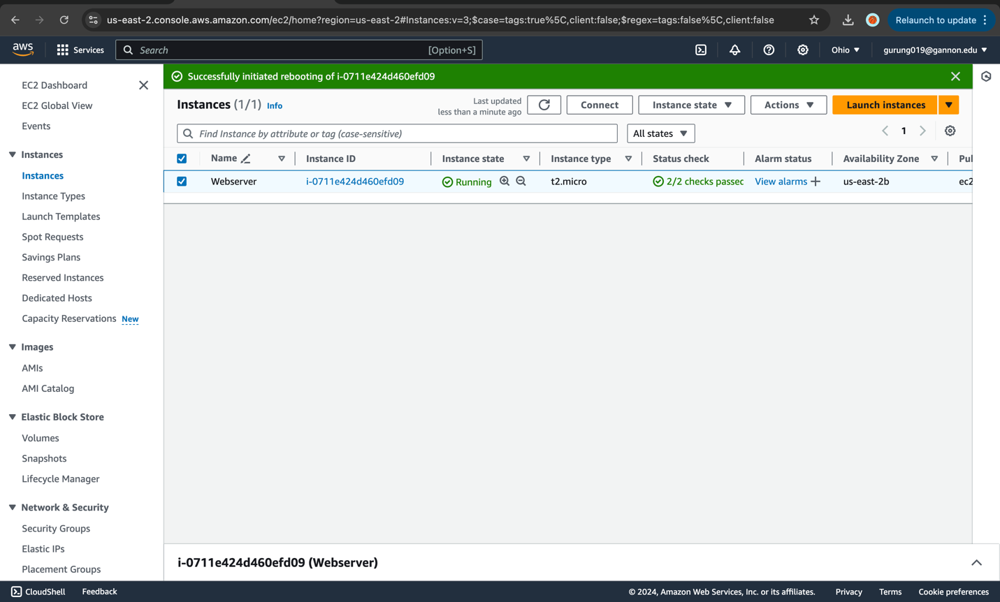 us-east-2.console.aws.amazon.com/ec2/home?region=us-east-2#Instances:v=3;$case=tags:true%5C,client:false;$regex=tags:false%5C,client:false
Relaunch to update
aws
Services
Search
[Option+S]
Ohio
gurung019@gannon.edu
EC2 Dashboard
EC2 Global View
Events
Instances
Instances
Instance Types
Launch Templates
Spot Requests
Savings Plans
Reserved Instances
Dedicated Hosts
Capacity Reservations New
Images
AMIs
AMI Catalog
Elastic Block Store
Volumes
Snapshots
Lifecycle Manager
Network & Security
Security Groups
Elastic IPs
Placement Groups
Successfully initiated rebooting of i-0711e424d460efd09
Instances (1/1) Info
Last updated
less than a minute ago
Connect
Instance state
Actions
Launch instances
Find Instance by attribute or tag (case-sensitive)
All states
1
Name Instance ID Instance state Instance type Status check Alarm status Availability Zone Pul
Webserver i-0711e424d460efd09 Running t2.micro 2/2 checks passec View alarms us-east-2b ec2
i-0711e424d460efd09 (Webserver)
CloudShell Feedback © 2024, Amazon Web Services, Inc. or its affiliates. Privacy Terms Cookie preferences